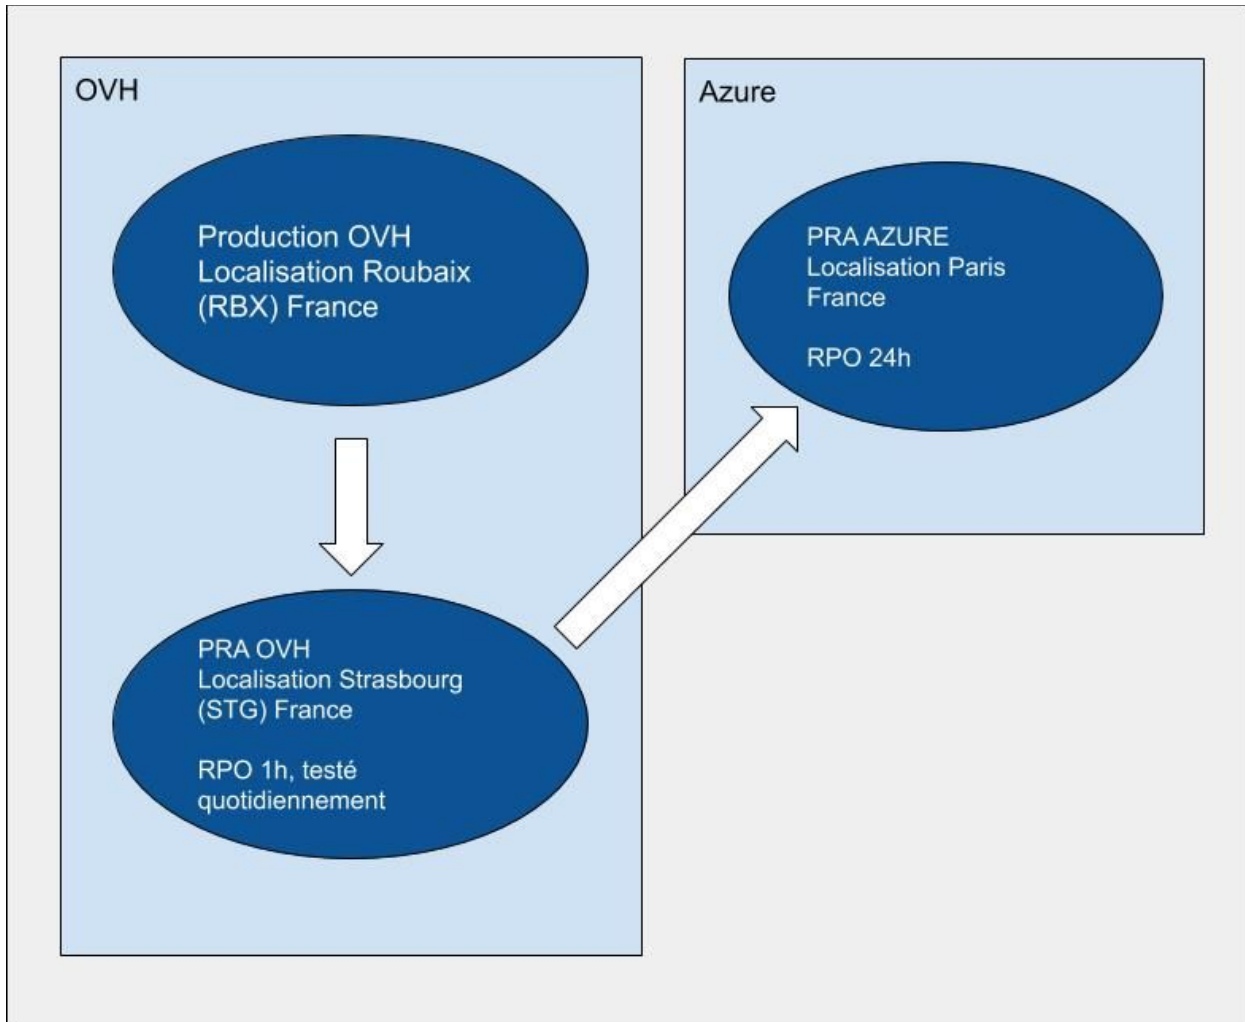 OVH
Production OVH
Localisation Roubaix
(RBX) France
PRA OVH
Localisation Strasbourg
(STG) France
RPO 1h, testé
quotidiennement
Azure
PRA AZURE
Localisation Paris
France
RPO 24h